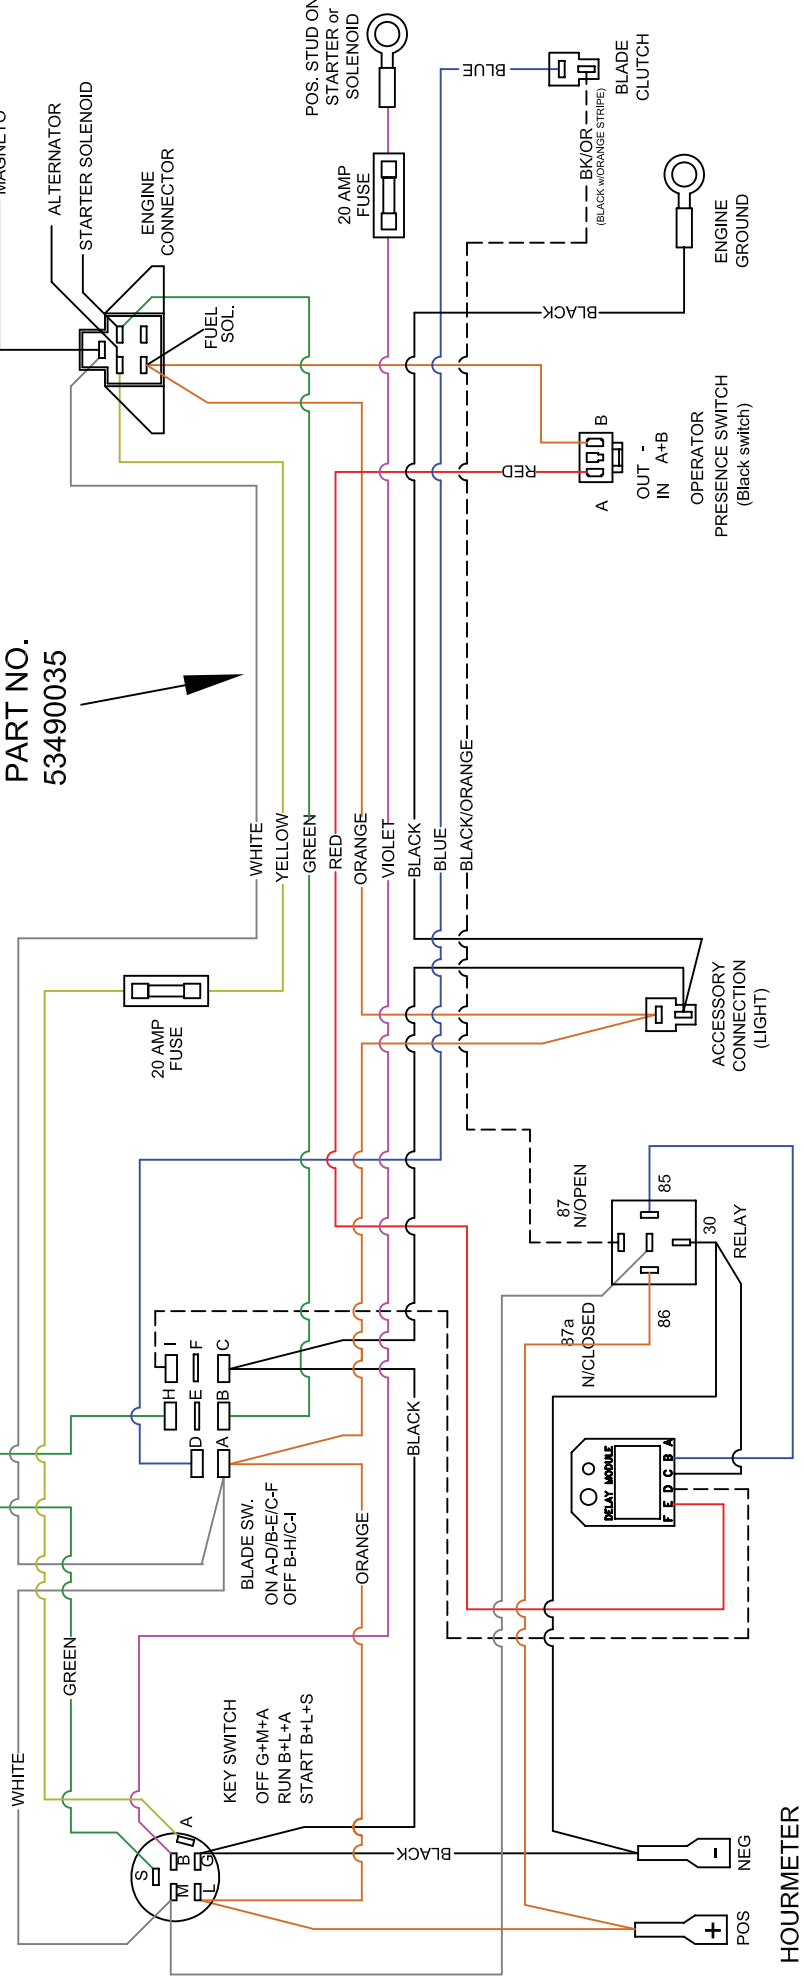 MAGNETO
ALTERNATOR
STARTER SOLENOID
ENGINE
CONNECTOR
FUEL
SOL.
POS. STUD ON
STARTER or
SOLENOID
20 AMP
FUSE
BLUE
BLADE
CLUTCH
BK/OR
(BLACK w/ORANGE STRIPE)
BLACK
ENGINE
GROUND
RED
A
B
OUT -
IN A+B
OPERATOR
PRESENCE SWITCH
(Black switch)
PART NO.
53490035
WHITE
YELLOW
GREEN
RED
ORANGE
VIOLET
BLACK
BLUE
BLACK/ORANGE
20 AMP
FUSE
ACCESSORY
CONNECTION
(LIGHT)
87
N/OPEN
85
30
RELAY
87a
N/CLOSED
86
I
F
C
H
E
B
D
A
BLADE SW.
ON A-D/B-E/C-F
OFF B-H/C-I
BLACK
ORANGE
DELAY MODULE
F E D C B A
GREEN
WHITE
KEY SWITCH
OFF G+M+A
RUN B+L+A
START B+L+S
A
S
B
G
M
L
BLACK
NEG
-
POS
+
HOURMETER